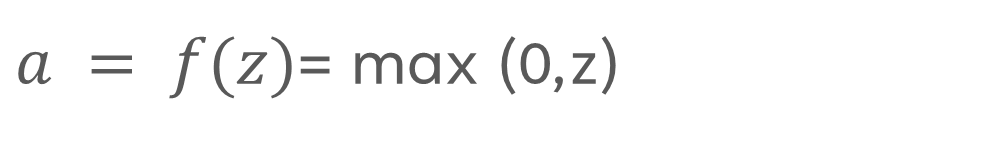 a = f(z)= max (0,z)